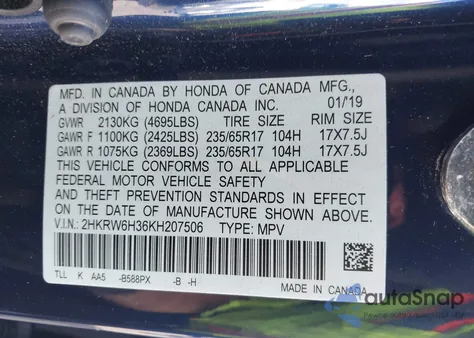 MFD. IN CANADA BY HONDA OF CANADA MFG.,
A DIVISION OF HONDA CANADA INC. 01/'19
GVWR 2130KG (4695LBS) TIRE SIZE RIM SIZE
GAWR F 1100KG (2425LBS) 235/65R17 104H 17X7.5J
GAWR R 1075KG (2369LBS) 235/65R17 104H 17X7.5J
THIS VEHICLE CONFORMS TO ALL APPLICABLE
FEDERAL MOTOR VEHICLE SAFETY
AND THEFT PREVENTION STANDARDS IN EFFECT
ON THE DATE OF MANUFACTURE SHOWN ABOVE.
V.I.N.: 2HKRW6H36KH207506 TYPE: MPV
TLL K AA5 -B588PX -B -H
autoSnap